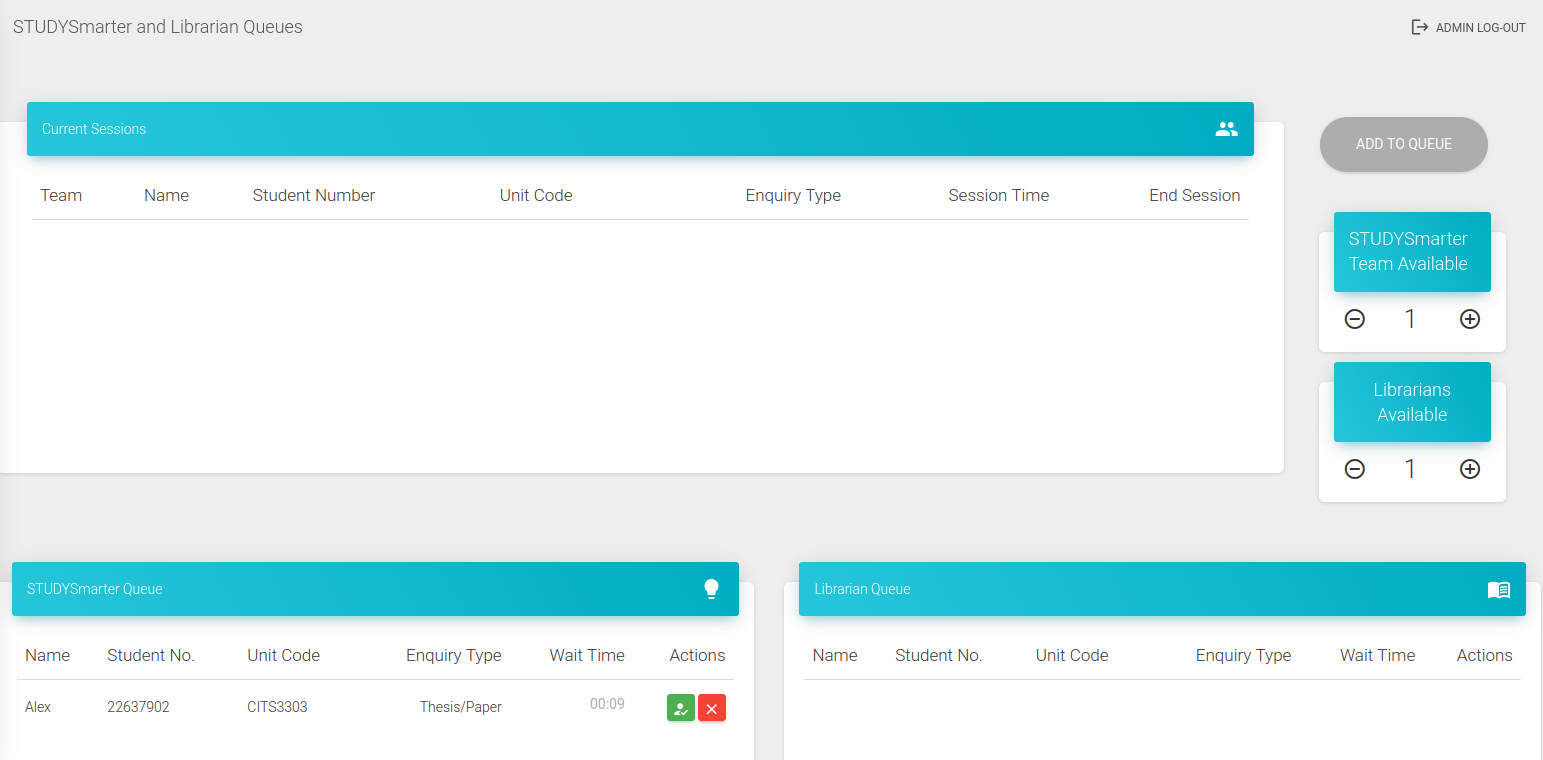 STUDYSmarter and Librarian Queues
ADMIN LOG-OUT
Current Sessions
ADD TO QUEUE
Team Name Student Number Unit Code Enquiry Type Session Time End Session
STUDYSmarter
Team Available
1
Librarians
Available
1
STUDYSmarter Queue
Name Student No. Unit Code Enquiry Type Wait Time Actions
Alex 22637902 CITS3303 Thesis/Paper 00:09
Librarian Queue
Name Student No. Unit Code Enquiry Type Wait Time Actions